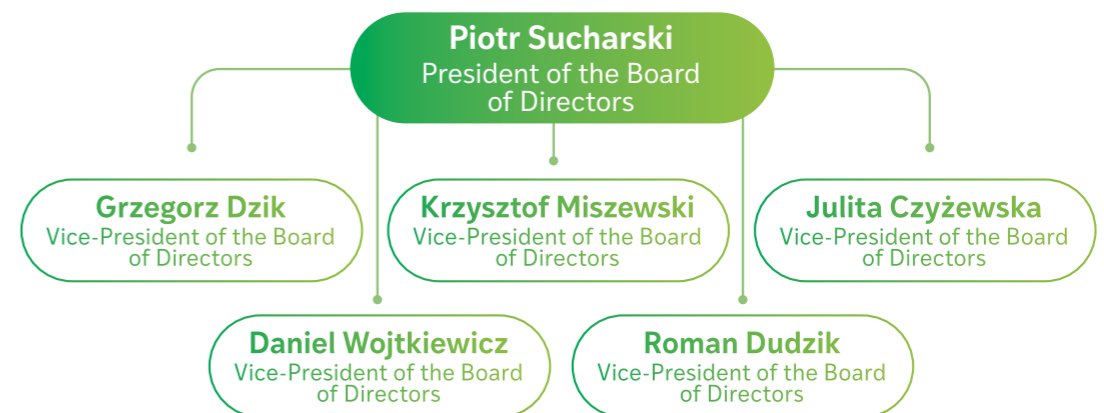 Piotr Sucharski
President of the Board
of Directors
Grzegorz Dzik
Vice-President of the Board
of Directors
Krzysztof Miszewski
Vice-President of the Board
of Directors
Julita Czyżewska
Vice-President of the Board
of Directors
Daniel Wojtkiewicz
Vice-President of the Board
of Directors
Roman Dudzik
Vice-President of the Board
of Directors